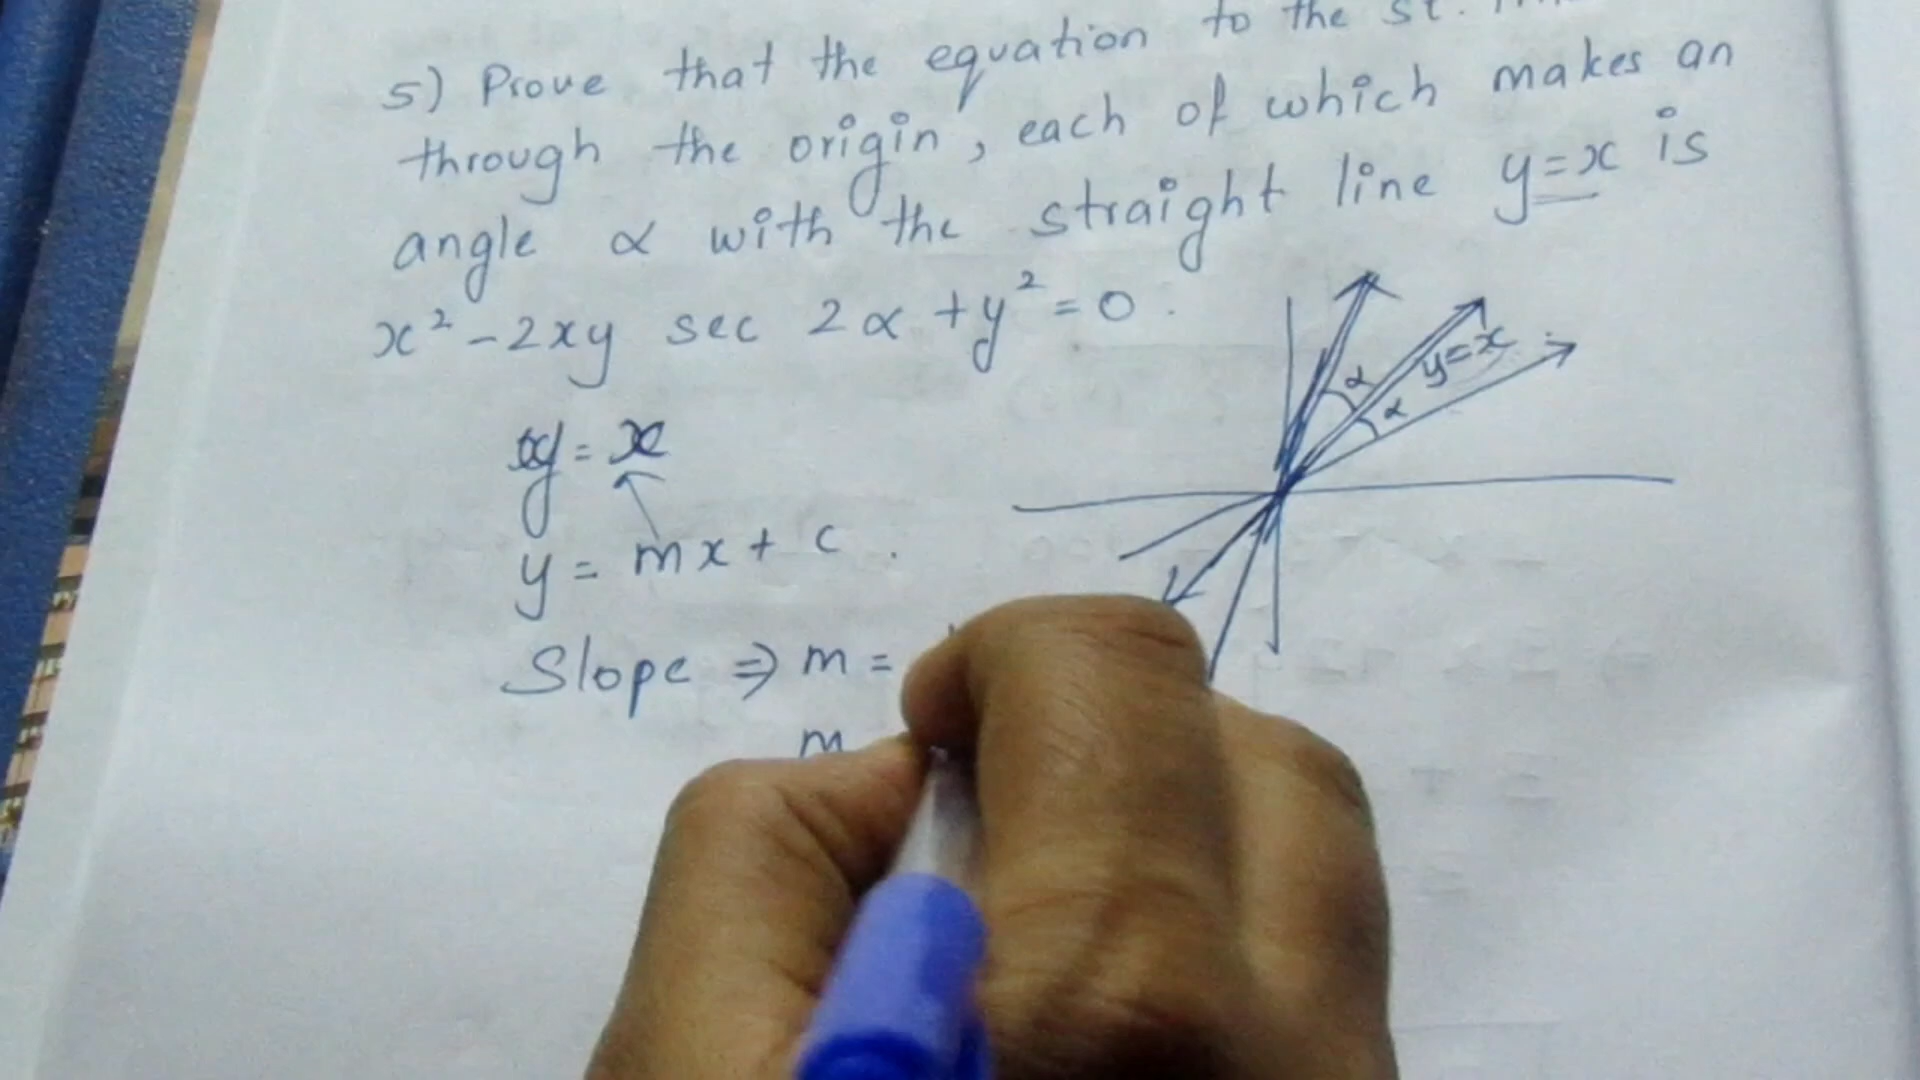 5) Prove that the equation to the st.
through the origin, each of which makes an
angle α with the straight line y=x is
x² - 2xy sec 2α + y² = 0.
y = x
y = mx + c.
Slope ⇒ m =
m
α
α
y=x